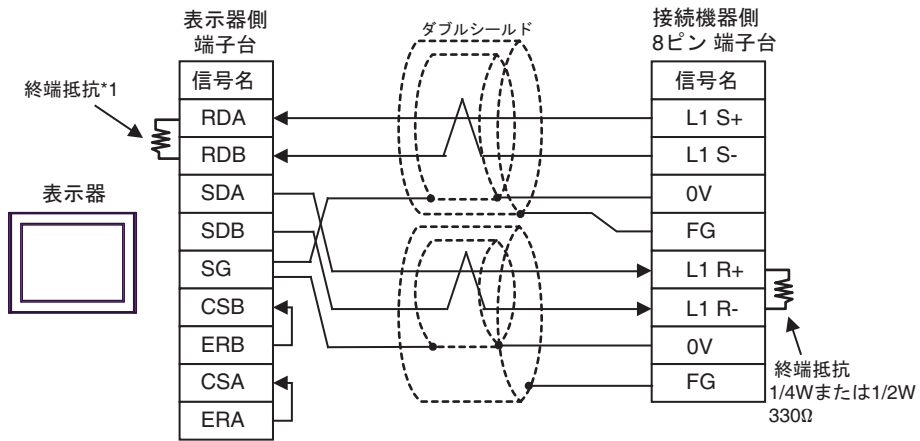 表示器側
端子台
ダブルシールド
接続機器側
8ピン 端子台
終端抵抗*1
表示器
信号名
RDA
RDB
SDA
SDB
SG
CSB
ERB
CSA
ERA
信号名
L1 S+
L1 S-
0V
FG
L1 R+
L1 R-
0V
FG
終端抵抗
1/4Wまたは1/2W
330Ω